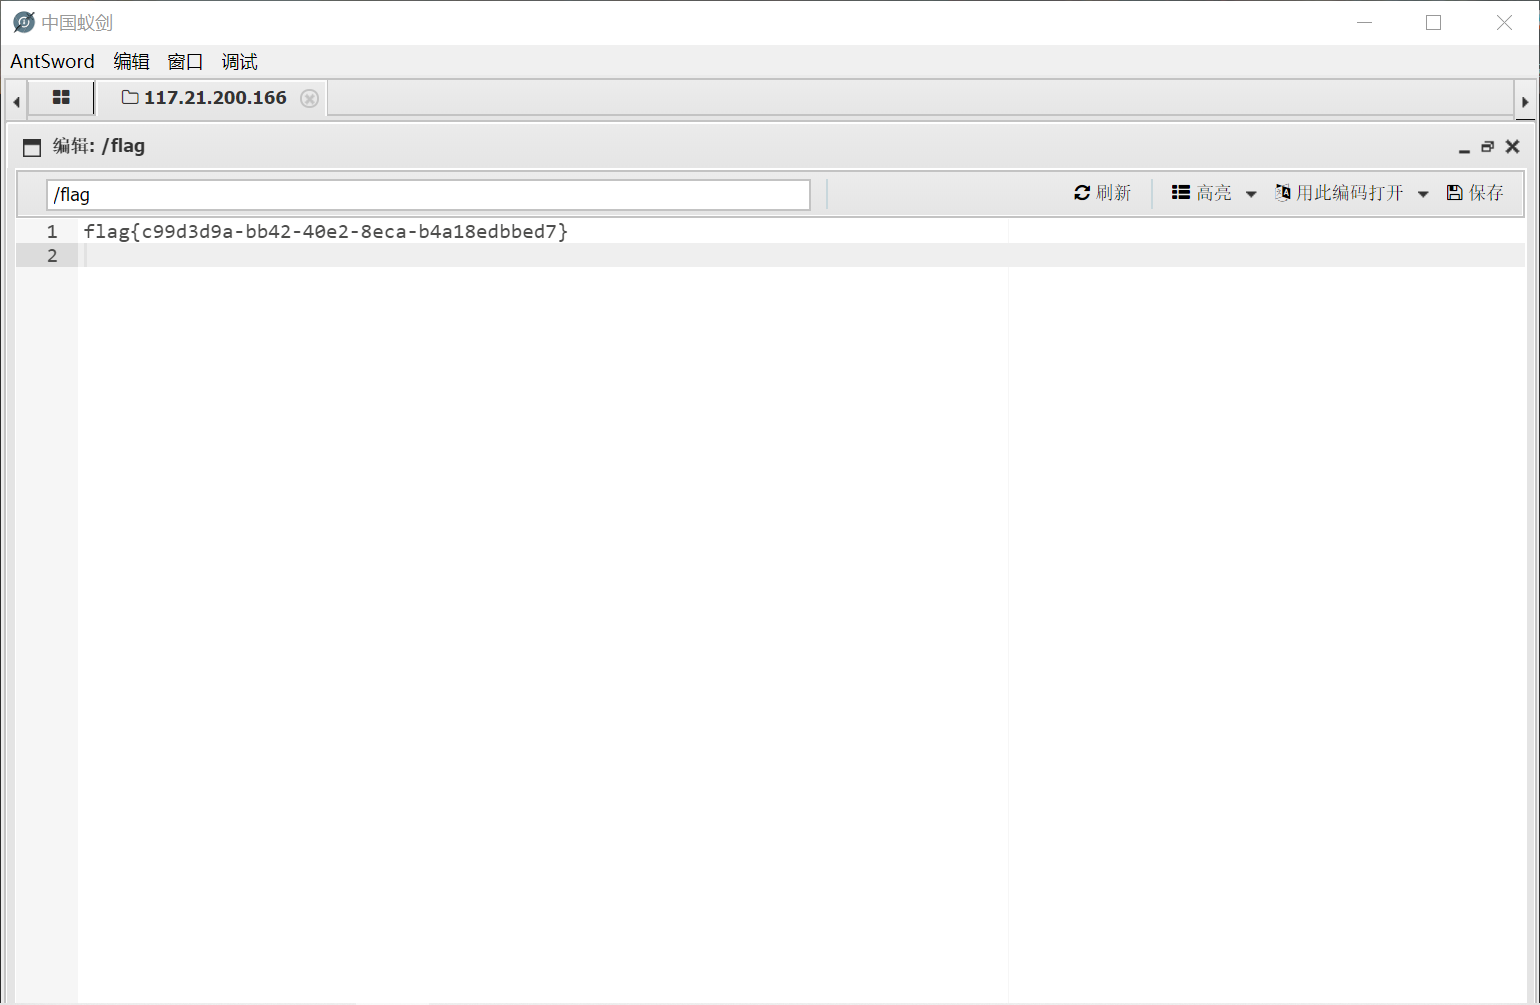 中国蚁剑
AntSword 编辑 窗口 调试
117.21.200.166
编辑: /flag
/flag 刷新 高亮 用此编码打开 保存
1 flag{c99d3d9a-bb42-40e2-8eca-b4a18edbbed7}
2